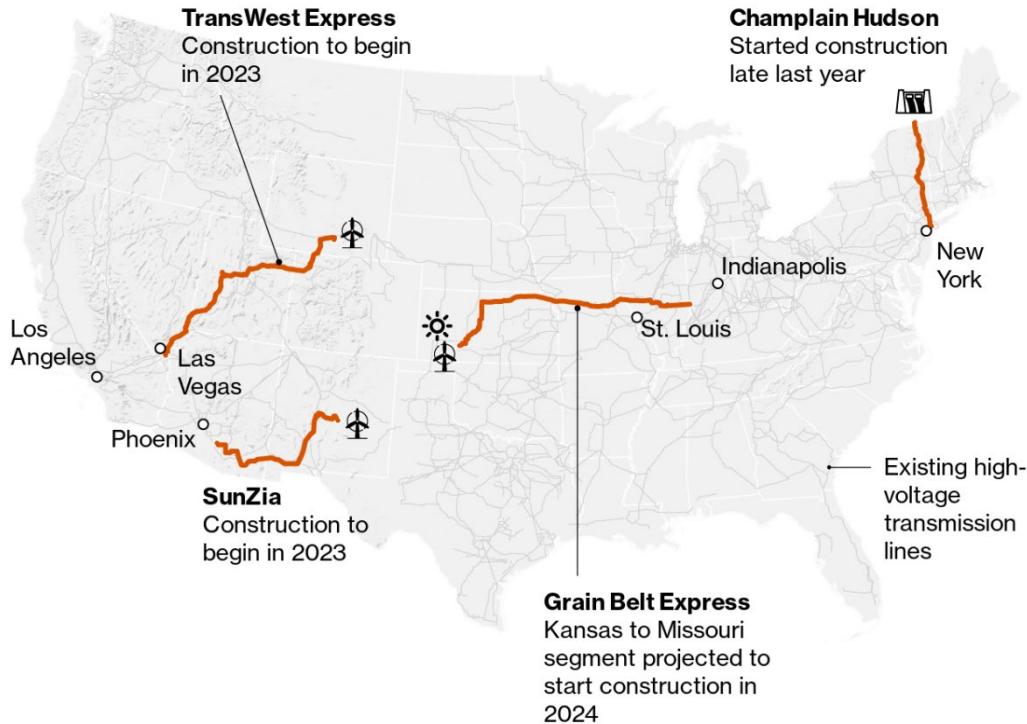 TransWest Express
Construction to begin
in 2023
Champlain Hudson
Started construction
late last year
New
York
Indianapolis
St. Louis
Los
Angeles
Las
Vegas
Phoenix
SunZia
Construction to
begin in 2023
Existing high-
voltage
transmission
lines
Grain Belt Express
Kansas to Missouri
segment projected to
start construction in
2024